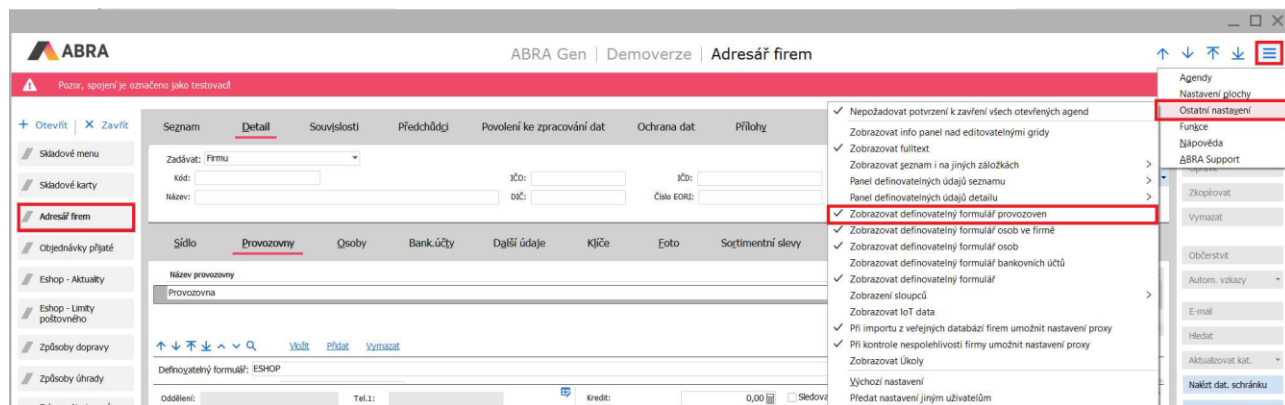 ABRA
ABRA Gen | Demoverze | Adresář firem
Pozor, spojení je označeno jako testovací!
Agendy
Nastavení plochy
Ostatní nastavení
Funkce
Nápověda
ABRA Support
Otevřít | Zavřít
Skladové menu
Skladové karty
Adresář firem
Objednávky přijaté
Eshop - Aktuality
Eshop - Limity
poštovného
Způsoby dopravy
Způsoby úhrady
Seznam Detail Souvislosti Předchůdci Povolení ke zpracování dat Ochrana dat Přílohy
Zadávat: Firmu
Kód: IČO: IČD:
Název: DIČ: Číslo EORI:
Sídlo Provozovny Osoby Bank.účty Další údaje Klíče Foto Sortimentní slevy
Název provozovny
Provozovna
Vložit Přidat Vymazat
Definovatelný formulář: ESHOP
Oddělení: Tel.1: Kredit: 0,00 Sledova
Nepožadovat potvrzení k zavření všech otevřených agend
Zobrazovat info panel nad editovatelnými gridy
Zobrazovat fulltext
Zobrazovat seznam i na jiných záložkách
Panel definovatelných údajů seznamu
Panel definovatelných údajů detailu
Zobrazovat definovatelný formulář provozoven
Zobrazovat definovatelný formulář osob ve firmě
Zobrazovat definovatelný formulář osob
Zobrazovat definovatelný formulář bankovních účtů
Zobrazovat definovatelný formulář
Zobrazení sloupců
Zobrazovat IoT data
Při importu z veřejných databází firem umožnit nastavení proxy
Při kontrole nespolehlivosti firmy umožnit nastavení proxy
Zobrazovat Úkoly
Výchozí nastavení
Předat nastavení jiným uživatelům
Zkopírovat
Vymazat
Občerstvit
Autom. vzkazy
E-mail
Hledat
Aktualizovat kat.
Nalézt dat. schránku